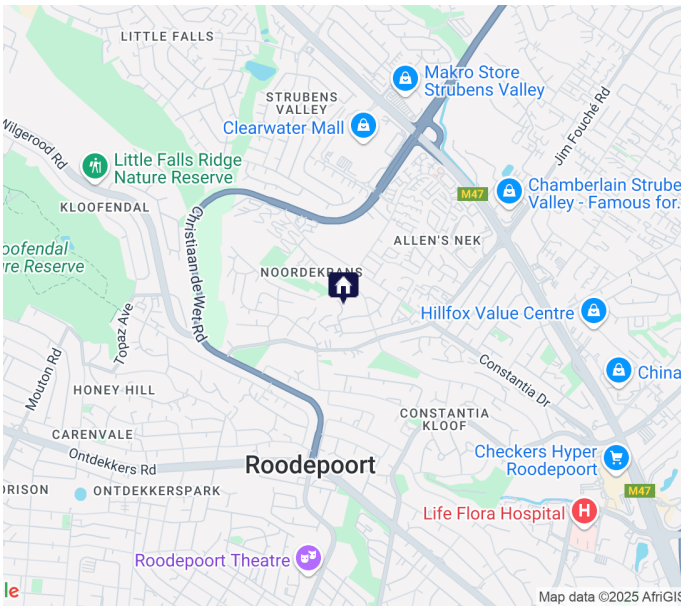 LITTLE FALLS
Makro Store
Strubens Valley
STRUBENS
VALLEY
Clearwater Mall
Jim Fouché Rd
Wilgerood Rd
Little Falls Ridge
Nature Reserve
M47
Chamberlain Strube
Valley - Famous for..
KLOOFENDAL
Christiaan de Wet Rd
ALLEN'S NEK
oofendal
re Reserve
NOORDEKRANS
Hillfox Value Centre
Topaz Ave
Mouton Rd
Constantia Dr
China
HONEY HILL
CONSTANTIA
KLOOF
CARENVALE
Ontdekkers Rd
Roodepoort
Checkers Hyper
Roodepoort
ORISON
ONTDEKKERSPARK
M47
Life Flora Hospital
H
Roodepoort Theatre
le
Map data ©2025 AfriGIS